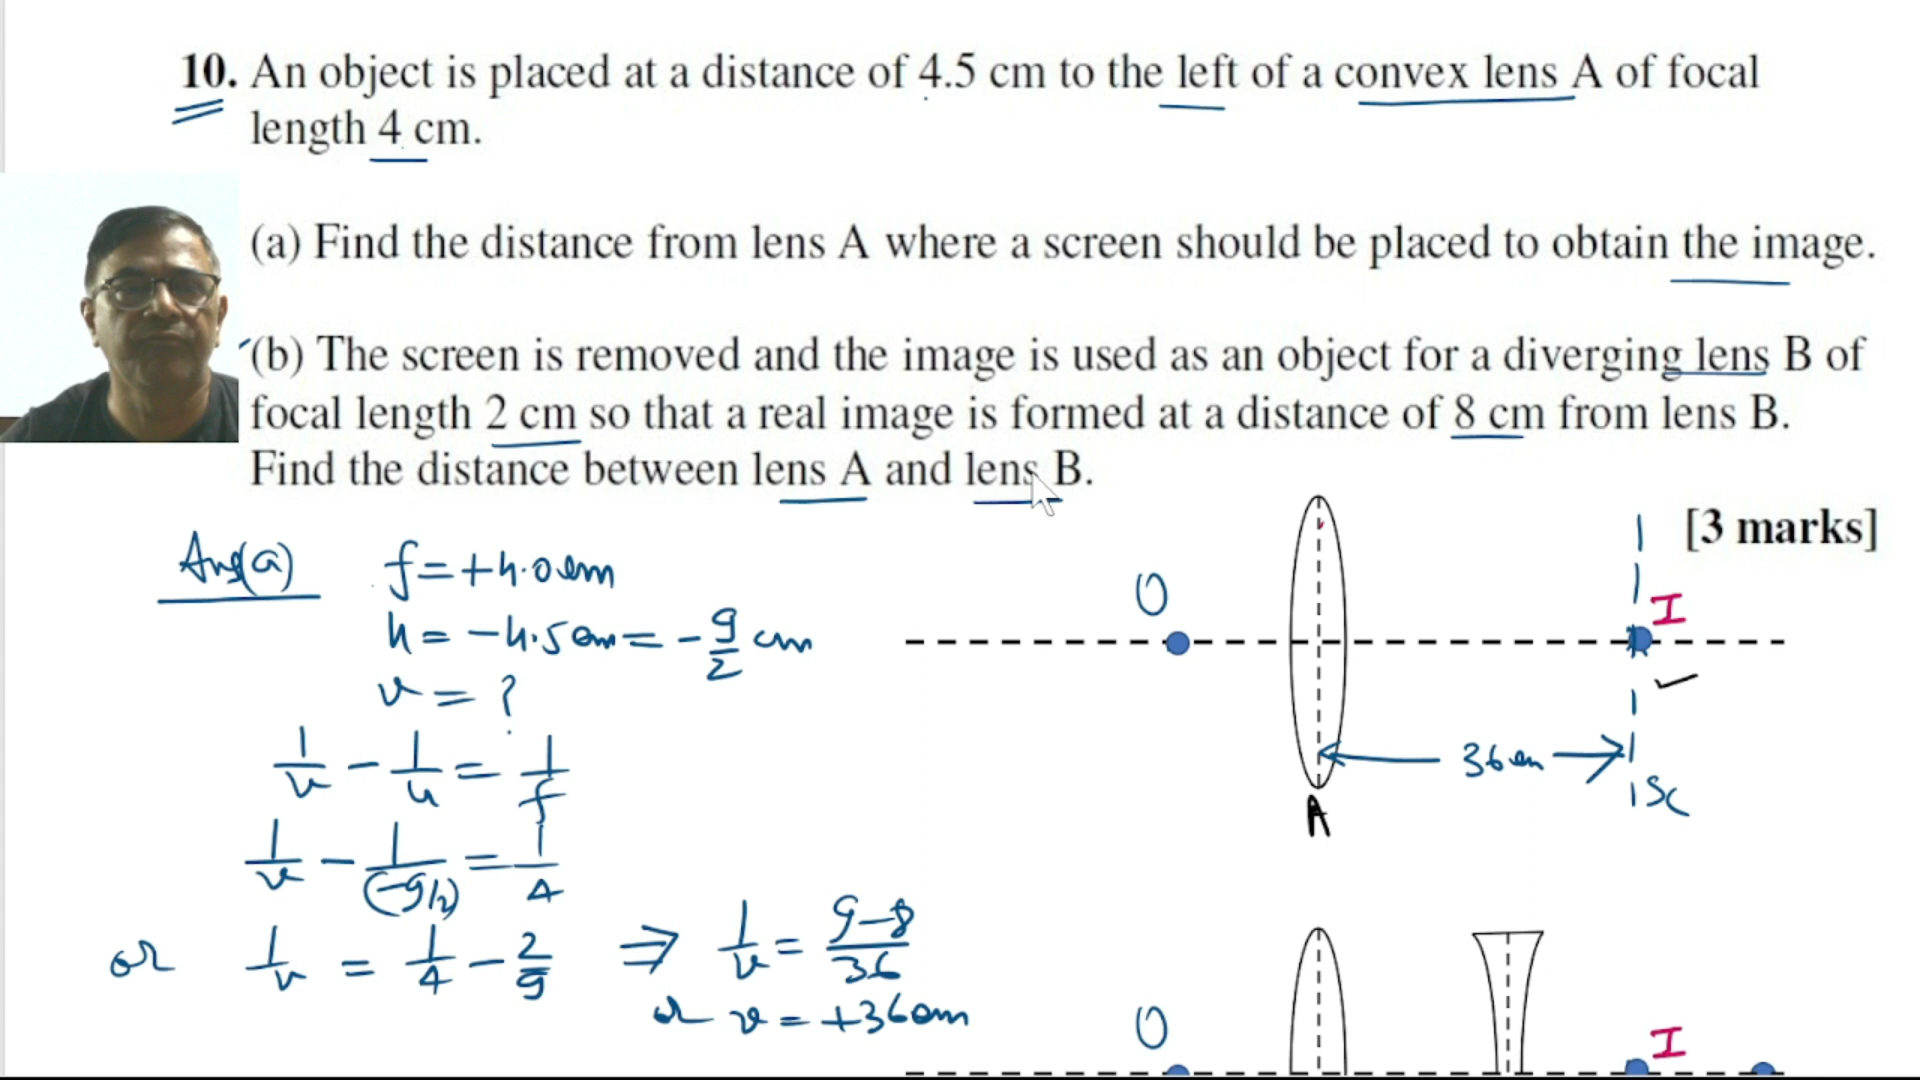 10. An object is placed at a distance of 4.5 cm to the left of a convex lens A of focal
length 4 cm.
(a) Find the distance from lens A where a screen should be placed to obtain the image.
(b) The screen is removed and the image is used as an object for a diverging lens B of
focal length 2 cm so that a real image is formed at a distance of 8 cm from lens B.
Find the distance between lens A and lens B.
[3 marks]
Ans(a) f = +4.0 cm
u = -4.5 cm = -9/2 cm
v = ?
1/v - 1/u = 1/f
1/v - 1/(-9/2) = 1/4
or 1/v = 1/4 - 2/9 ⇒ 1/v = 9-8/36
or v = +36 cm
O
I
36 cm
Sc
A
O
I